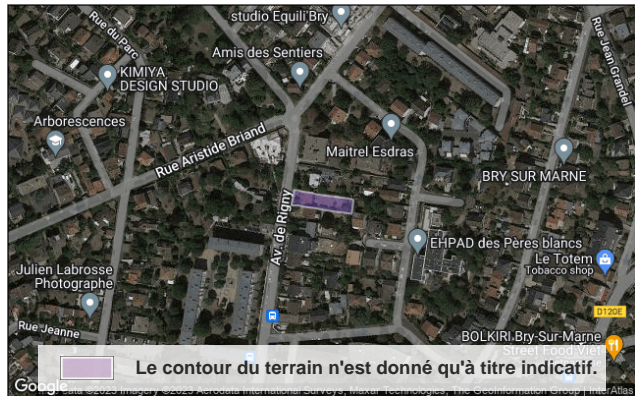 studio Equili'Bry
Rue du Parc
Rue Jean Grandel
Amis des Sentiers
KIMIYA
DESIGN STUDIO
Arborescences
Rue Aristide Briand
Maitrel Esdras
BRY SUR MARNE
Av. de Rigny
EHPAD des Pères blancs
Le Totem
Tobacco shop
Julien Labrosse
Photographe
D120E
Rue Jeanne
BOLKIRI Bry-Sur-Marne
Street Food Viet
Le contour du terrain n'est donné qu'à titre indicatif.
Google
©2023 Imagery ©2023 Aerodata International Surveys, Maxar Technologies, The GeoInformation Group | InterAtlas